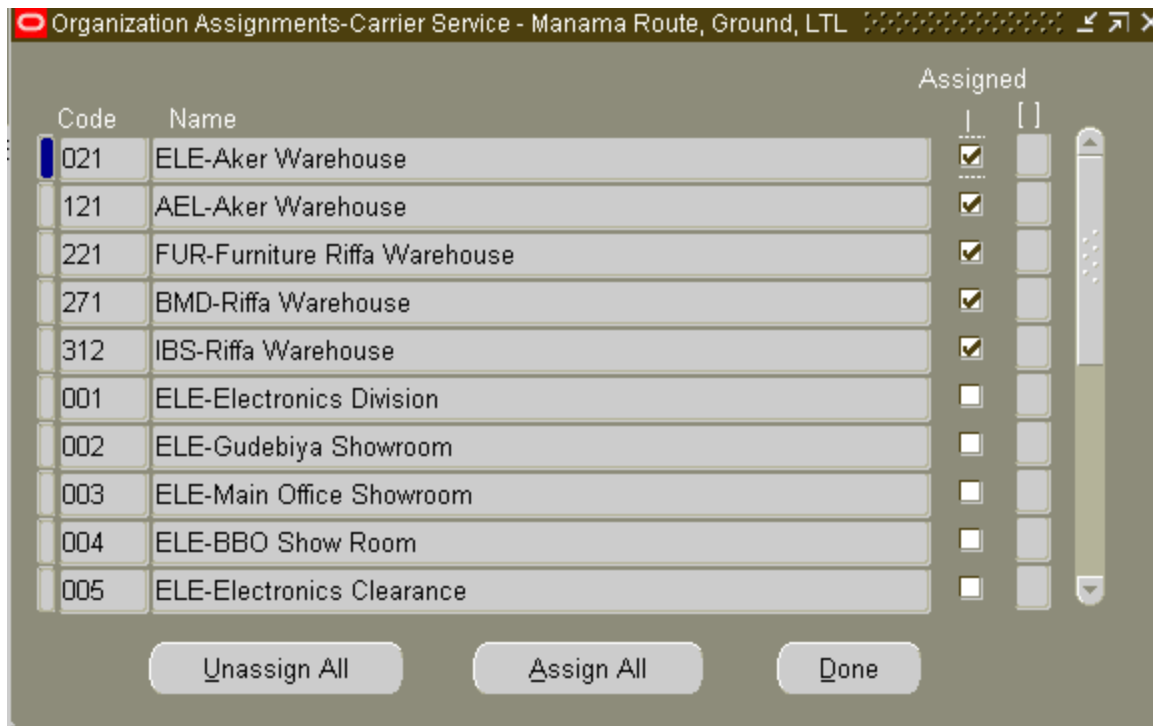 Organization Assignments-Carrier Service - Manama Route, Ground, LTL
Assigned
Code Name [ ]
021 ELE-Aker Warehouse
121 AEL-Aker Warehouse
221 FUR-Furniture Riffa Warehouse
271 BMD-Riffa Warehouse
312 IBS-Riffa Warehouse
001 ELE-Electronics Division
002 ELE-Gudebiya Showroom
003 ELE-Main Office Showroom
004 ELE-BBO Show Room
005 ELE-Electronics Clearance
Unassign All Assign All Done